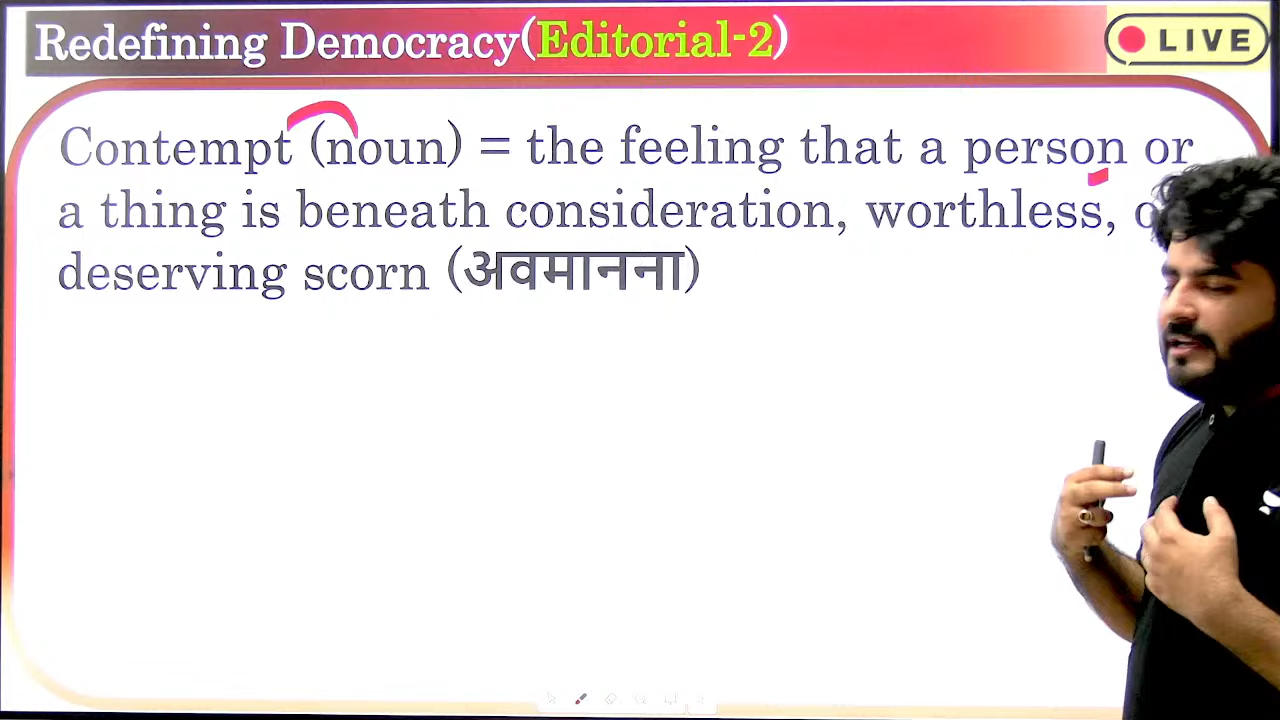 Redefining Democracy(Editorial-2)
LIVE
Contempt (noun) = the feeling that a person or
a thing is beneath consideration, worthless,
deserving scorn (अवमानना)